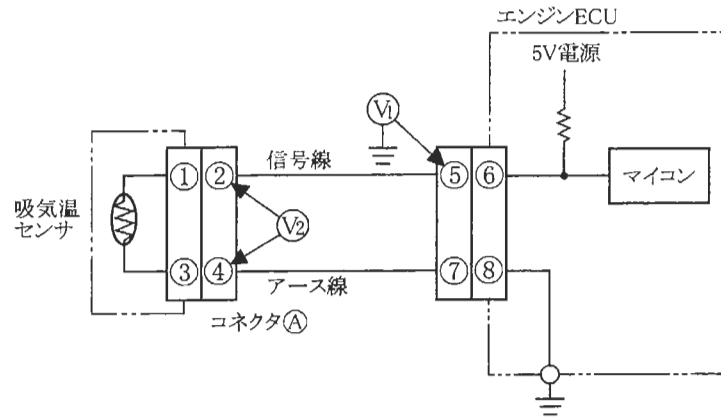 エンジンECU
5V電源
V1
信号線
① ② ⑤ ⑥
マイコン
吸気温
センサ
V2
③ ④ ⑦ ⑧
アース線
コネクタⒶ